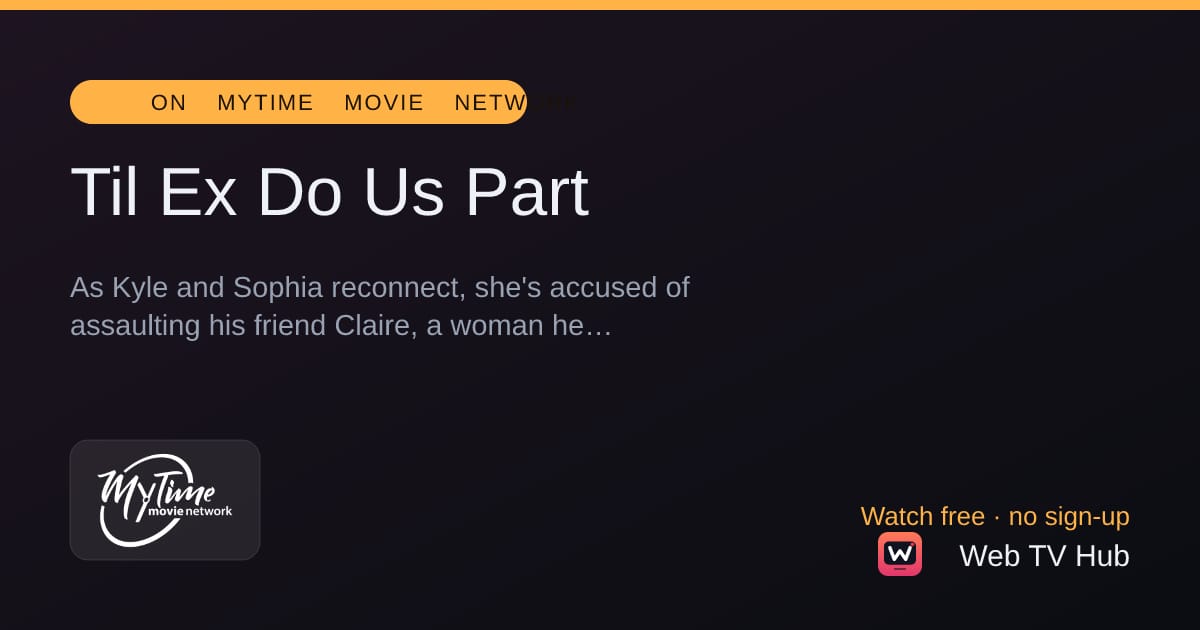 ON MYTIME MOVIE NETWORK
Til Ex Do Us Part
As Kyle and Sophia reconnect, she's accused of
assaulting his friend Claire, a woman he…
MyTime
movie network
Watch free · no sign-up
W
Web TV Hub